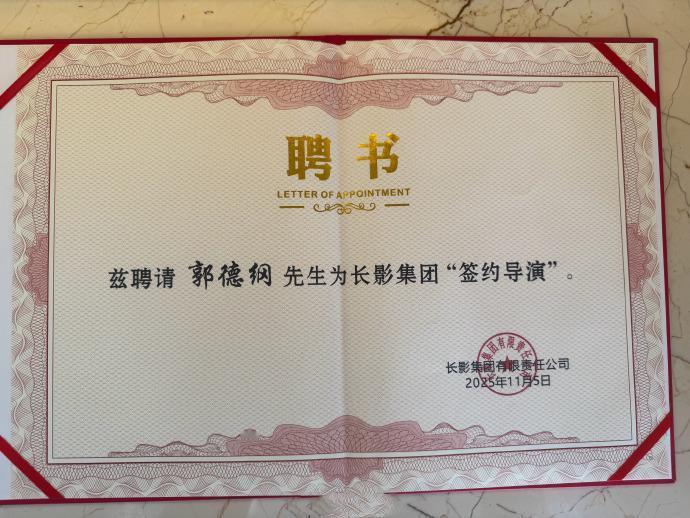 聘书
LETTER OF APPOINTMENT
兹聘请 郭德纲 先生为长影集团“签约导演”。
长影集团有限责任公司
2025年11月5日